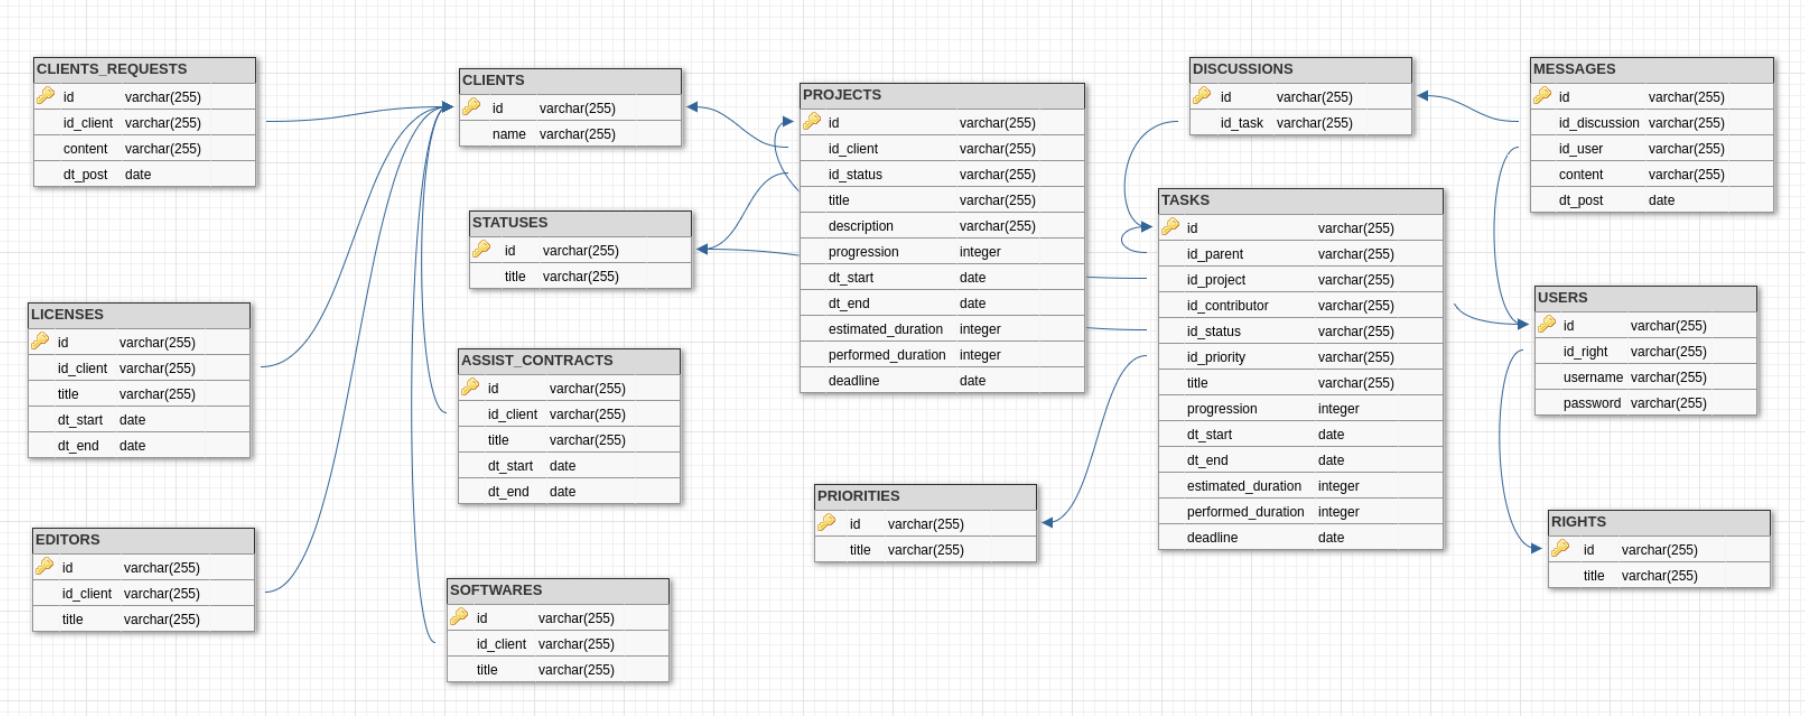 CLIENTS_REQUESTS
id varchar(255)
id_client varchar(255)
content varchar(255)
dt_post date
CLIENTS
id varchar(255)
name varchar(255)
PROJECTS
id varchar(255)
id_client varchar(255)
id_status varchar(255)
title varchar(255)
description varchar(255)
progression integer
dt_start date
dt_end date
estimated_duration integer
performed_duration integer
deadline date
DISCUSSIONS
id varchar(255)
id_task varchar(255)
MESSAGES
id varchar(255)
id_discussion varchar(255)
id_user varchar(255)
content varchar(255)
dt_post date
STATUSES
id varchar(255)
title varchar(255)
TASKS
id varchar(255)
id_parent varchar(255)
id_project varchar(255)
id_contributor varchar(255)
id_status varchar(255)
id_priority varchar(255)
title varchar(255)
progression integer
dt_start date
dt_end date
estimated_duration integer
performed_duration integer
deadline date
USERS
id varchar(255)
id_right varchar(255)
username varchar(255)
password varchar(255)
LICENSES
id varchar(255)
id_client varchar(255)
title varchar(255)
dt_start date
dt_end date
ASSIST_CONTRACTS
id varchar(255)
id_client varchar(255)
title varchar(255)
dt_start date
dt_end date
PRIORITIES
id varchar(255)
title varchar(255)
RIGHTS
id varchar(255)
title varchar(255)
EDITORS
id varchar(255)
id_client varchar(255)
title varchar(255)
SOFTWARES
id varchar(255)
id_client varchar(255)
title varchar(255)